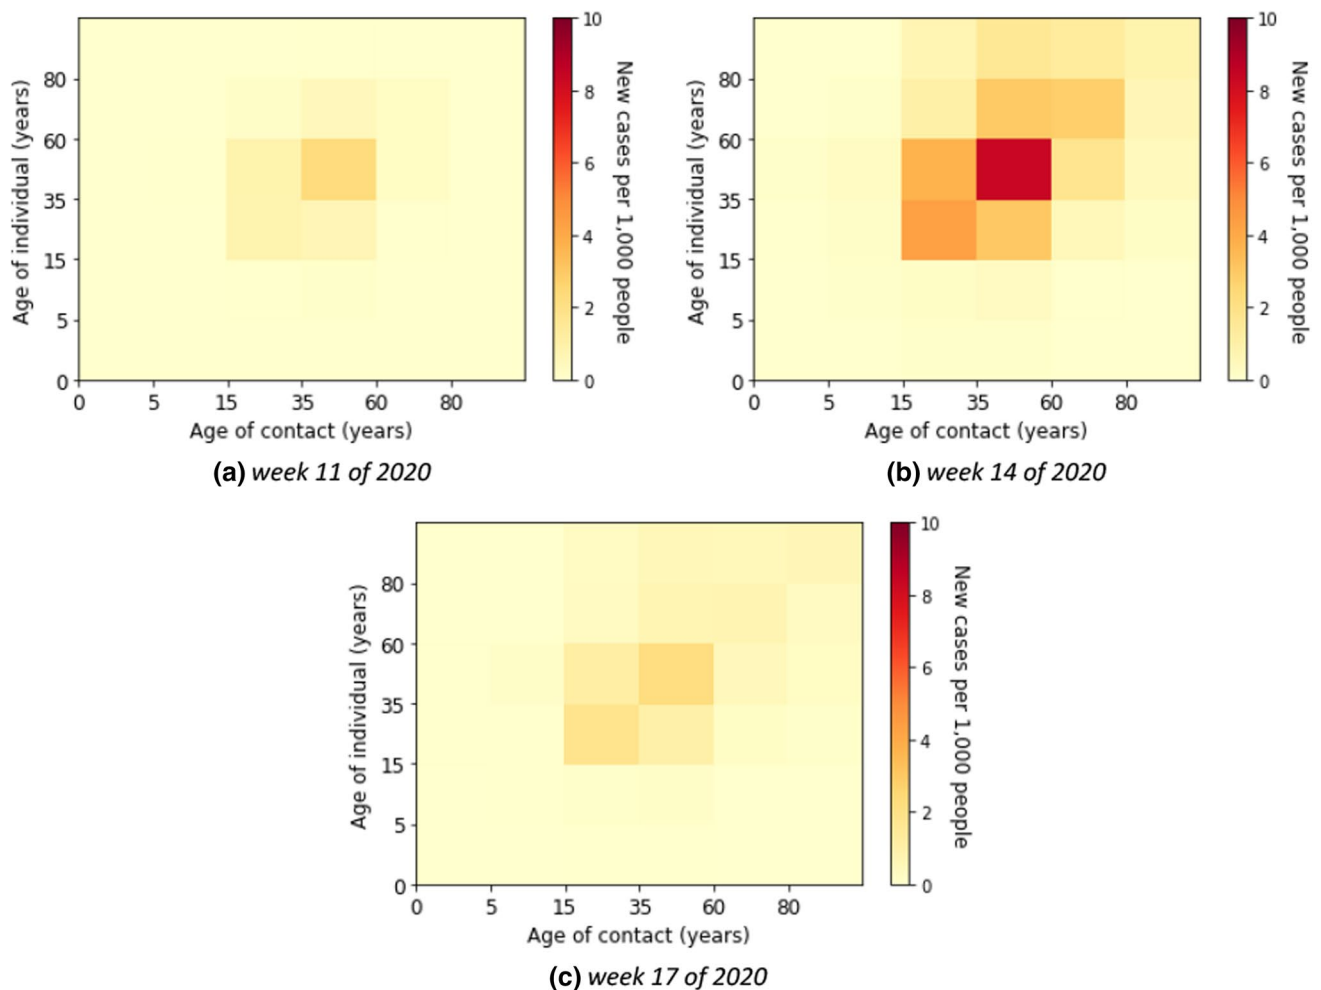 10
8
6
4
2
0
New cases per 1,000 people
80
60
35
15
5
0
Age of individual (years)
0 5 15 35 60 80
Age of contact (years)
(a) week 11 of 2020
10
8
6
4
2
0
New cases per 1,000 people
80
60
35
15
5
0
Age of individual (years)
0 5 15 35 60 80
Age of contact (years)
(b) week 14 of 2020
10
8
6
4
2
0
New cases per 1,000 people
80
60
35
15
5
0
Age of individual (years)
0 5 15 35 60 80
Age of contact (years)
(c) week 17 of 2020